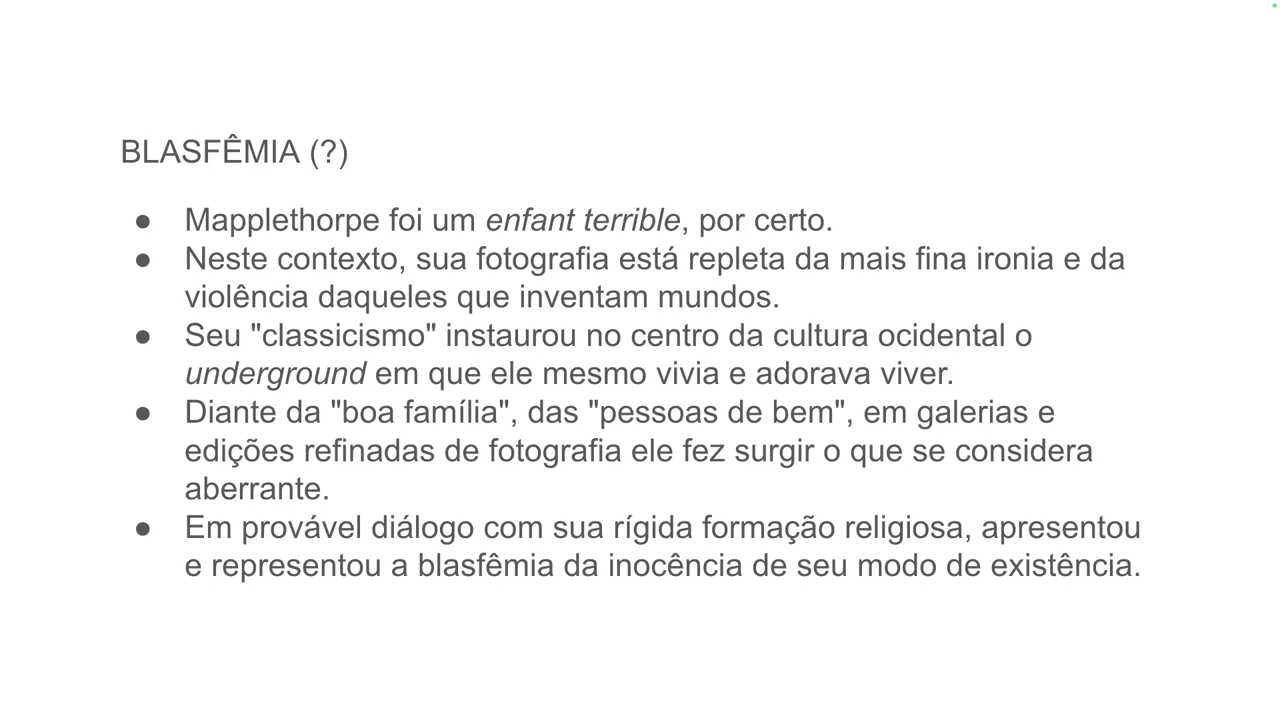 BLASFÊMIA (?)
● Mapplethorpe foi um enfant terrible, por certo.
● Neste contexto, sua fotografia está repleta da mais fina ironia e da
violência daqueles que inventam mundos.
● Seu "classicismo" instaurou no centro da cultura ocidental o
underground em que ele mesmo vivia e adorava viver.
● Diante da "boa família", das "pessoas de bem", em galerias e
edições refinadas de fotografia ele fez surgir o que se considera
aberrante.
● Em provável diálogo com sua rígida formação religiosa, apresentou
e representou a blasfêmia da inocência de seu modo de existência.